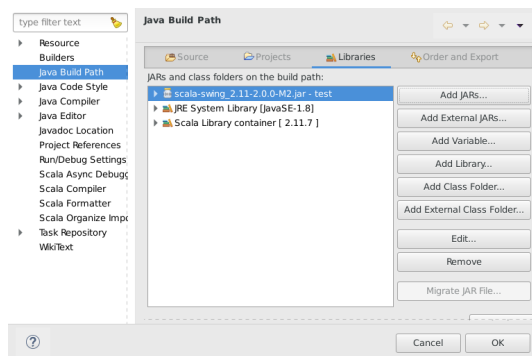 type filter text
Resource
Builders
Java Build Path
Java Code Style
Java Compiler
Java Editor
Javadoc Location
Project References
Run/Debug Settings
Scala Async Debugg
Scala Compiler
Scala Formatter
Scala Organize Impo
Task Repository
WikiText
Java Build Path
Source
Projects
Libraries
Order and Export
JARs and class folders on the build path:
scala-swing_2.11-2.0.0-M2.jar - test
JRE System Library [JavaSE-1.8]
Scala Library container [ 2.11.7 ]
Add JARs...
Add External JARs...
Add Variable...
Add Library...
Add Class Folder...
Add External Class Folder...
Edit...
Remove
Migrate JAR File...
Cancel
OK